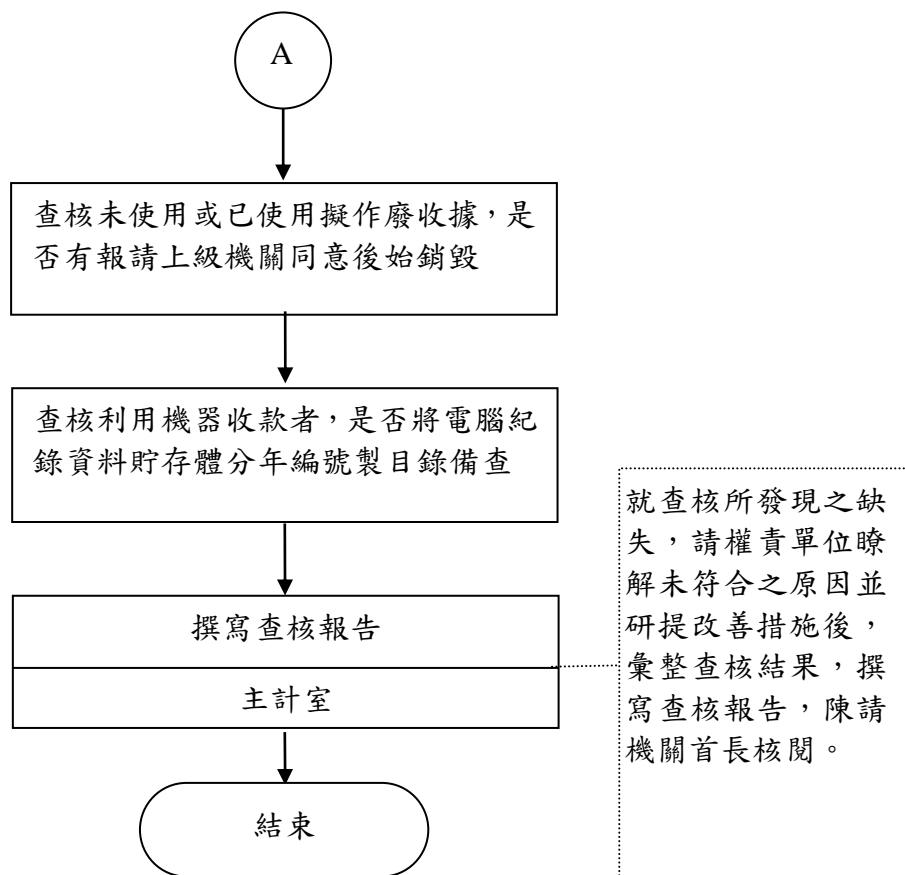 A
查核未使用或已使用擬作廢收據，是
否有報請上級機關同意後始銷毀
查核利用機器收款者，是否將電腦紀
錄資料貯存體分年編號製目錄備查
撰寫查核報告
主計室
就查核所發現之缺
失，請權責單位瞭
解未符合之原因並
研提改善措施後，
彙整查核結果，撰
寫查核報告，陳請
機關首長核閱。
結束